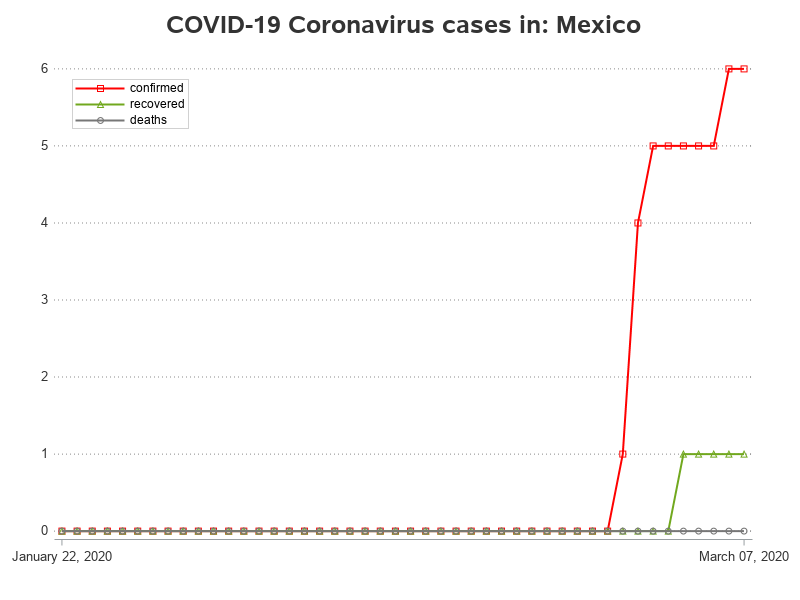 COVID-19 Coronavirus cases in: Mexico
6
confirmed
recovered
deaths
5
4
3
2
1
0
January 22, 2020
March 07, 2020